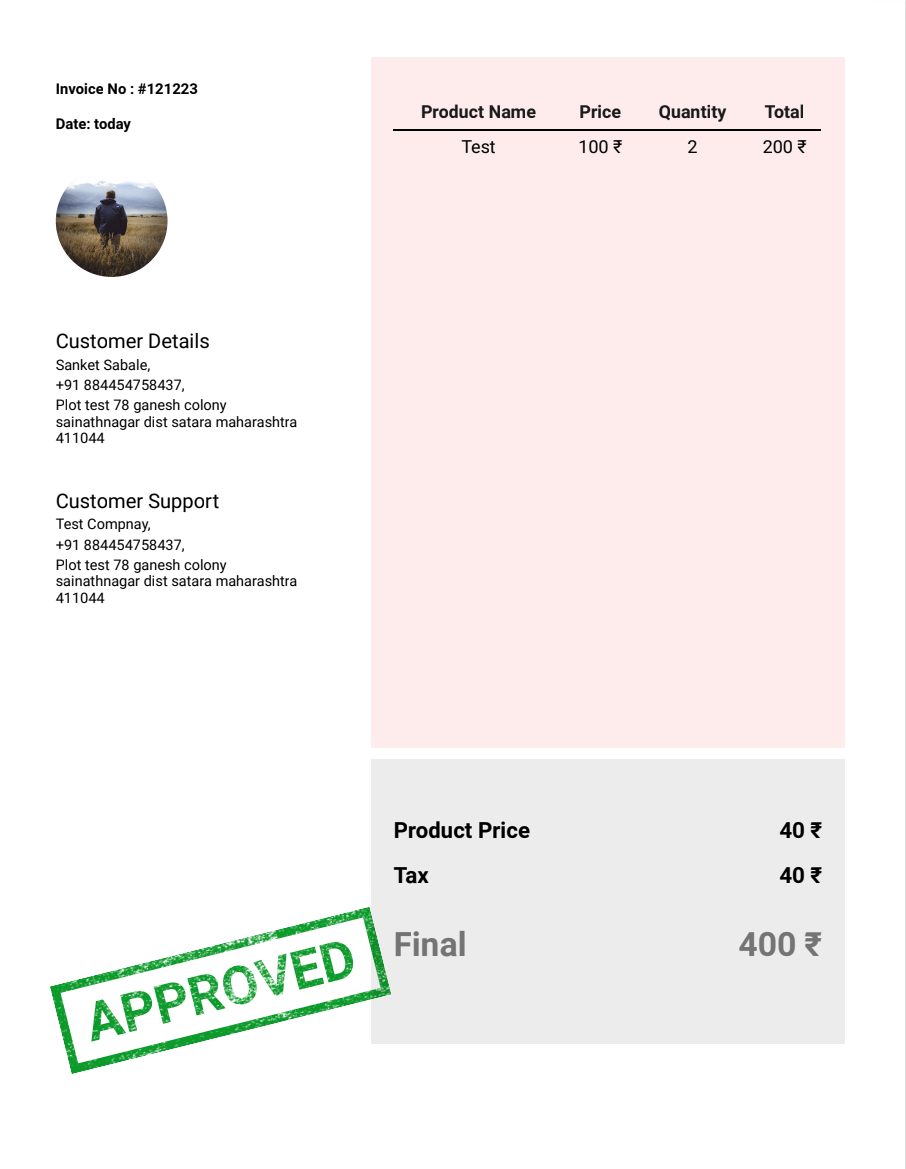 Invoice No : #121223
Date: today
Customer Details
Sanket Sabale,
+91 884454758437,
Plot test 78 ganesh colony
sainathnagar dist satara maharashtra
411044
Customer Support
Test Compnay,
+91 884454758437,
Plot test 78 ganesh colony
sainathnagar dist satara maharashtra
411044
Product Name Price Quantity Total
Test 100 ₹ 2 200 ₹
Product Price 40 ₹
Tax 40 ₹
Final 400 ₹
APPROVED